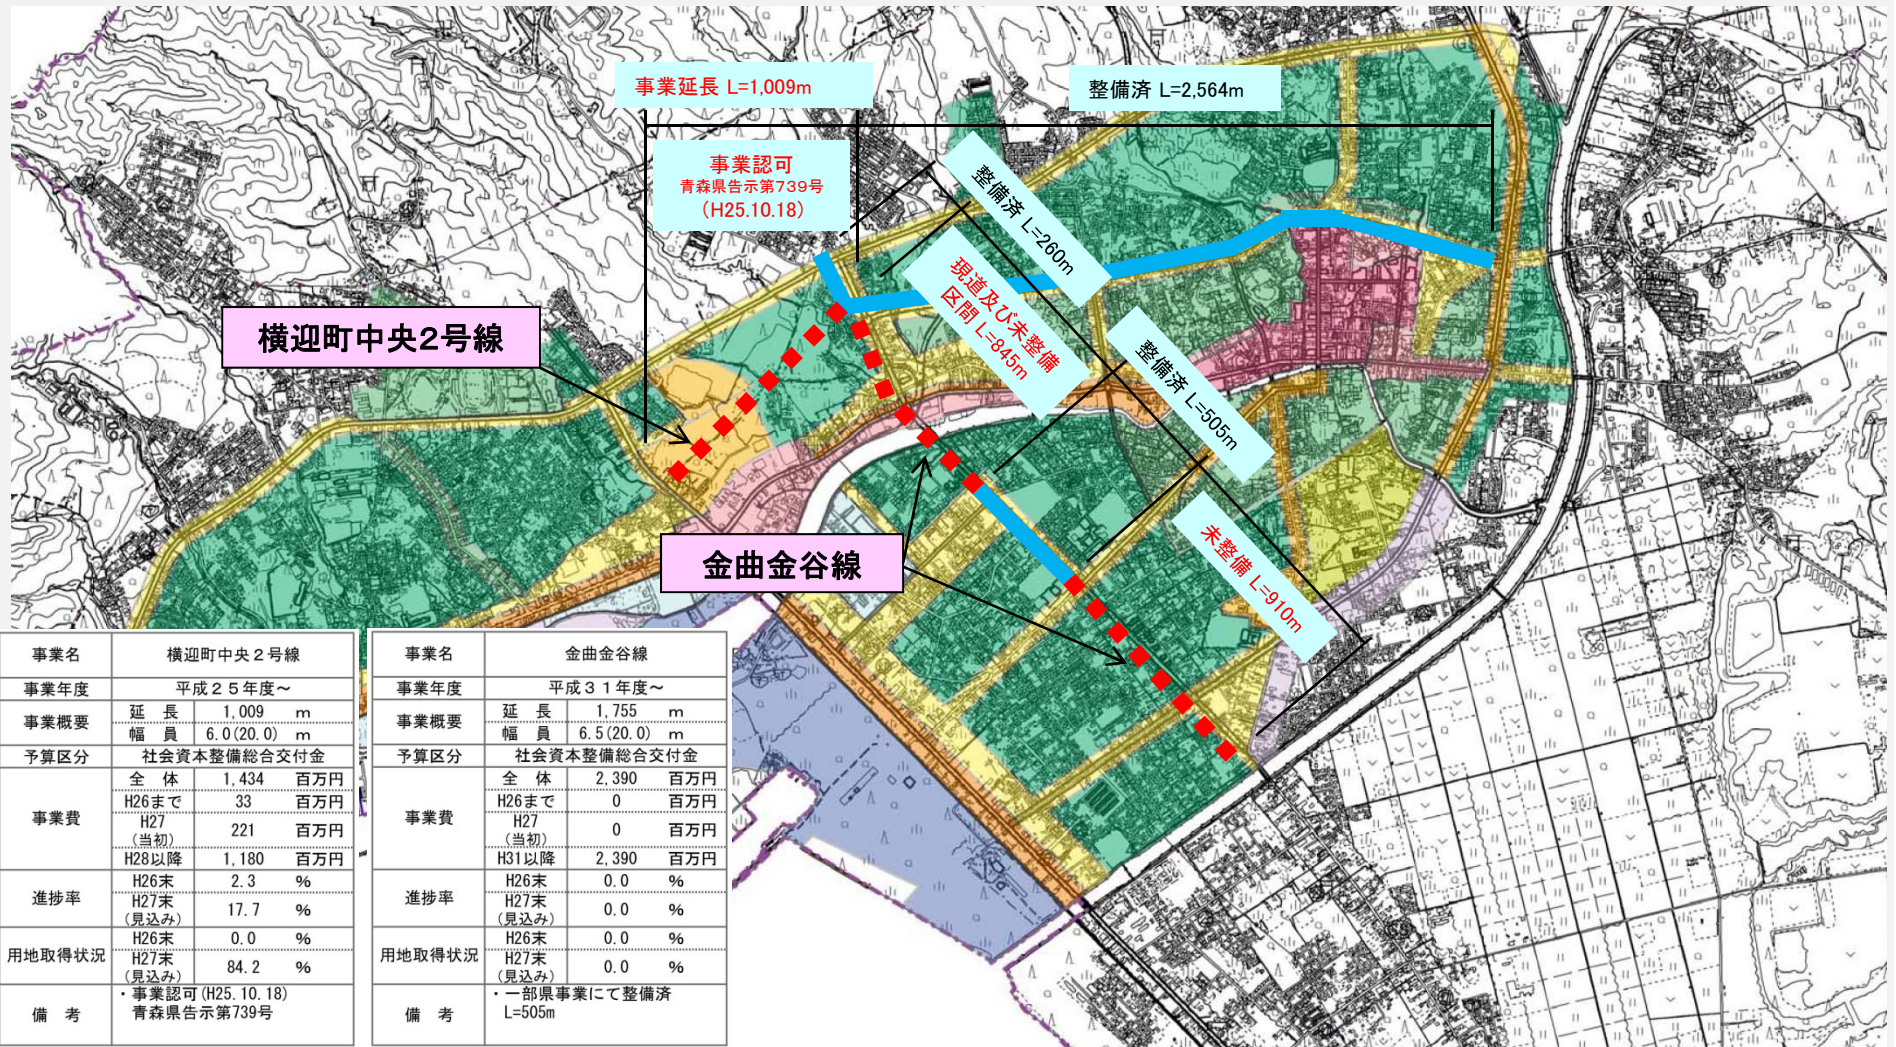 事業延長 L=1,009m
整備済 L=2,564m
事業認可
青森県告示第739号
(H25.10.18)
整備済 L=260m
現道及び未整備
区間 L=845m
整備済 L=505m
未整備 L=910m
横迎町中央2号線
金曲金谷線
事業名 横迎町中央2号線
事業年度 平成25年度~
事業概要 延 長 1,009 m
幅 員 6.0(20.0) m
予算区分 社会資本整備総合交付金
事業費 全 体 1,434 百万円
H26まで 33 百万円
H27
(当初) 221 百万円
H28以降 1,180 百万円
進捗率 H26末 2.3 %
H27末
(見込み) 17.7 %
用地取得状況 H26末 0.0 %
H27末
(見込み) 84.2 %
備 考 ・事業認可(H25.10.18)
青森県告示第739号
事業名 金曲金谷線
事業年度 平成31年度~
事業概要 延 長 1,755 m
幅 員 6.5(20.0) m
予算区分 社会資本整備総合交付金
事業費 全 体 2,390 百万円
H26まで 0 百万円
H27
(当初) 0 百万円
H31以降 2,390 百万円
進捗率 H26末 0.0 %
H27末
(見込み) 0.0 %
用地取得状況 H26末 0.0 %
H27末
(見込み) 0.0 %
備 考 ・一部県事業にて整備済
L=505m